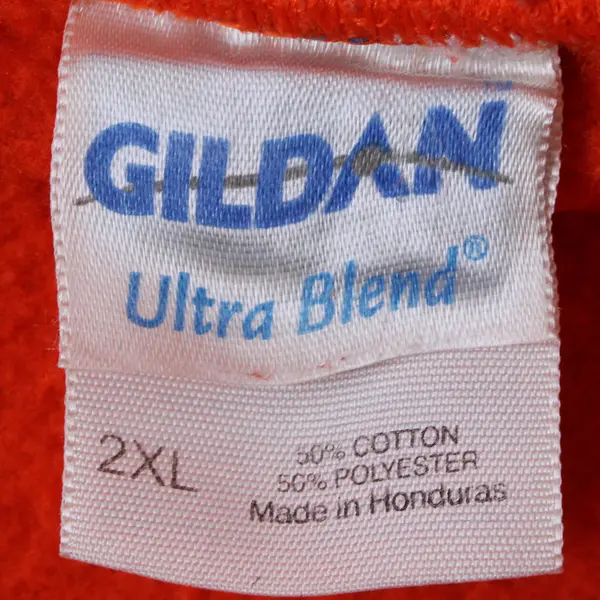 GILDAN
Ultra Blend®
2XL
50% COTTON
50% POLYESTER
Made in Honduras